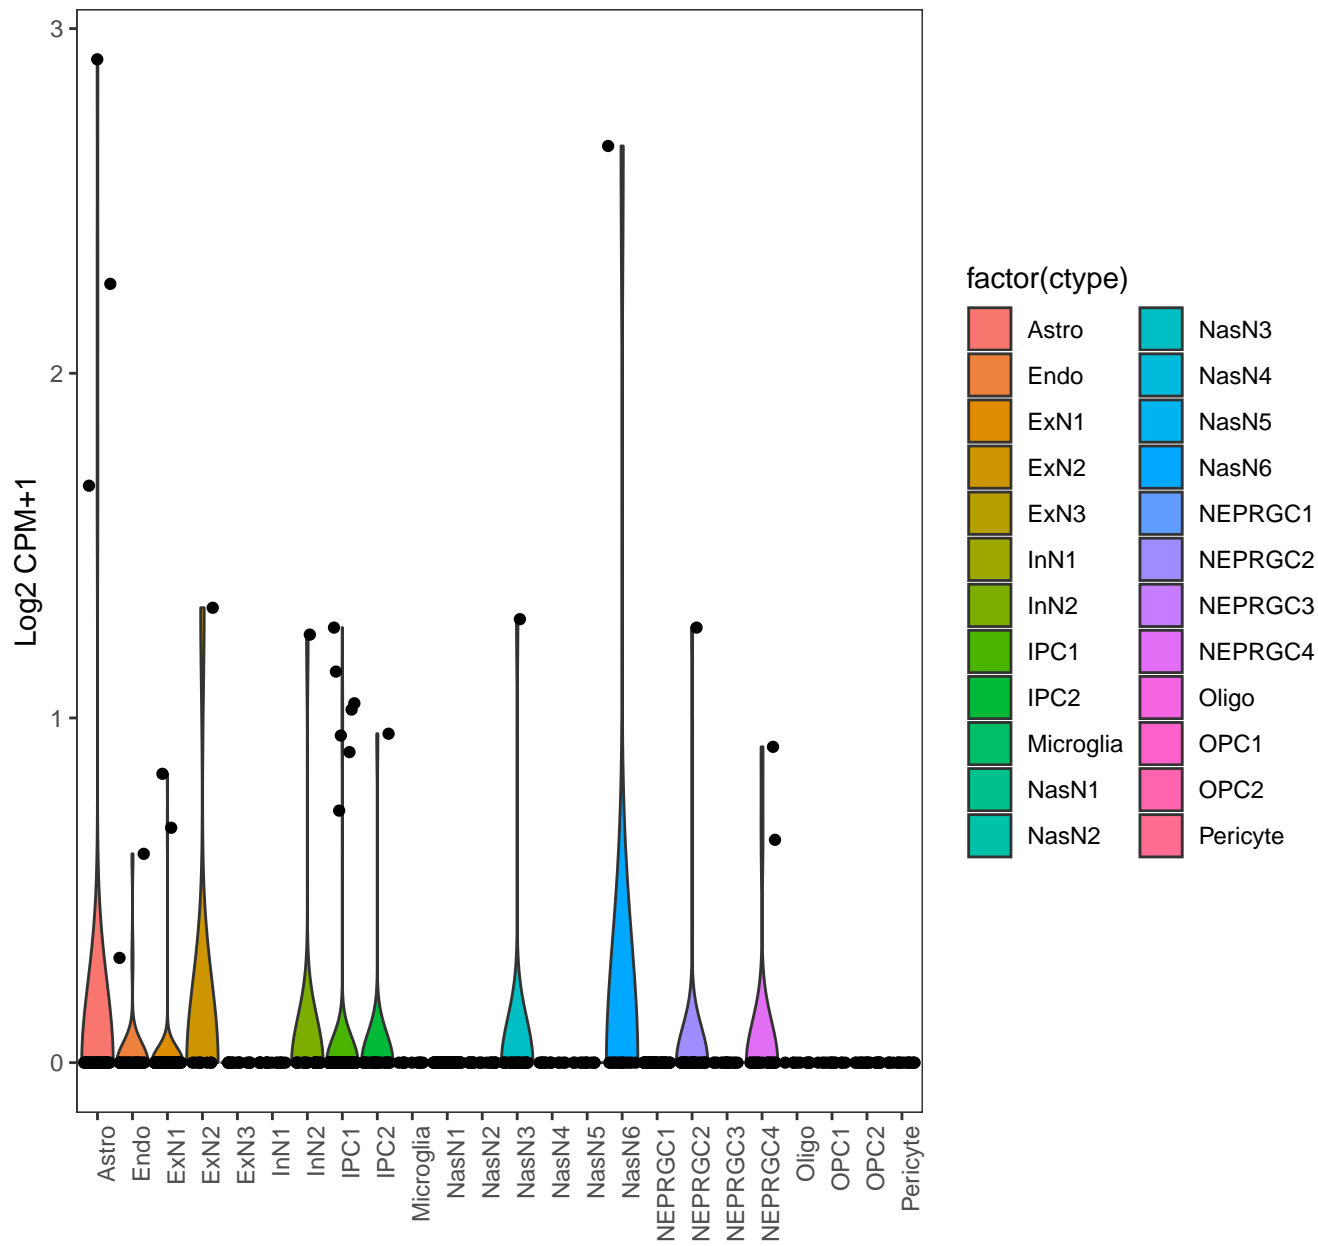 3
2
1
0
Log2 CPM+1
Astro
Endo
ExN1
ExN2
ExN3
InN1
InN2
IPC1
IPC2
Microglia
NasN1
NasN2
NasN3
NasN4
NasN5
NasN6
NEPRGC1
NEPRGC2
NEPRGC3
NEPRGC4
Oligo
OPC1
OPC2
Pericyte
factor(ctype)
Astro
Endo
ExN1
ExN2
ExN3
InN1
InN2
IPC1
IPC2
Microglia
NasN1
NasN2
NasN3
NasN4
NasN5
NasN6
NEPRGC1
NEPRGC2
NEPRGC3
NEPRGC4
Oligo
OPC1
OPC2
Pericyte